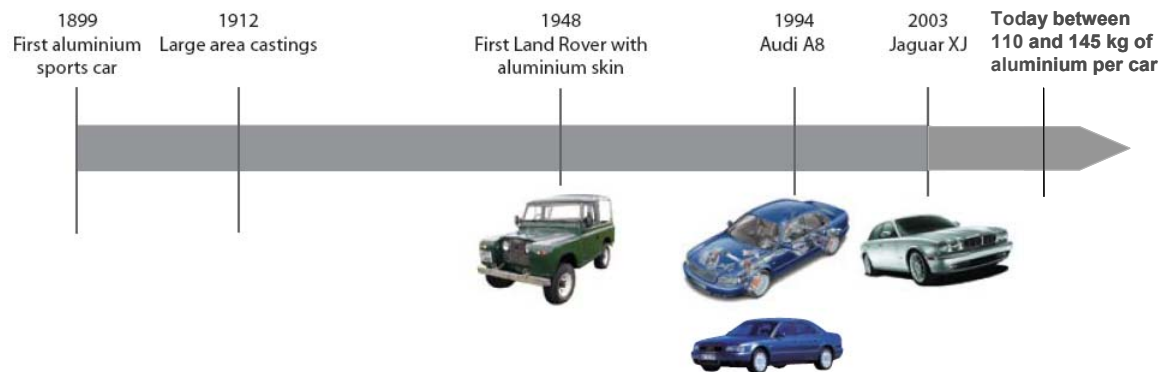 1899
First aluminium
sports car
1912
Large area castings
1948
First Land Rover with
aluminium skin
1994
Audi A8
2003
Jaguar XJ
Today between
110 and 145 kg of
aluminium per car